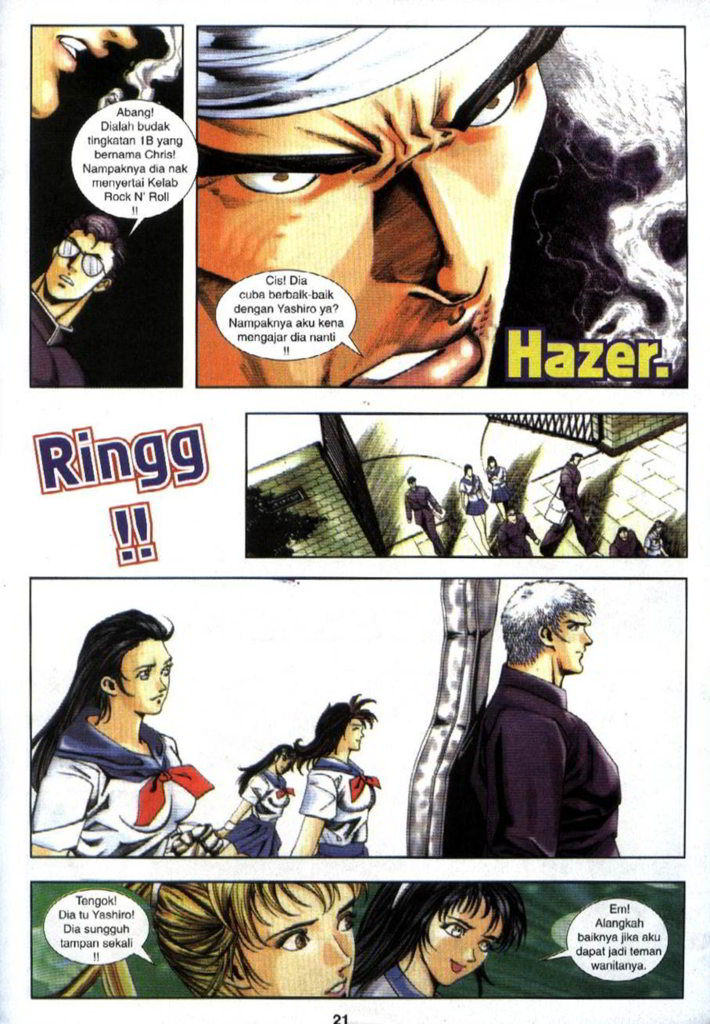 Abang!
Dialah budak
tingkatan 1B yang
bernama Chris!
Nampaknya dia nak
menyertai Kelab
Rock N' Roll
!!
Cis! Dia
cuba berbaik-baik
dengan Yashiro ya?
Nampaknya aku kena
mengajar dia nanti
!!
Hazer.
Ringg
!!
Tengok!
Dia tu Yashiro!
Dia sungguh
tampan sekali
!!
Em!
Alangkah
baiknya jika aku
dapat jadi teman
wanitanya.
21